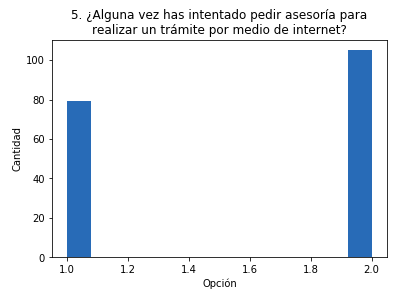 5. ¿Alguna vez has intentado pedir asesoría para
realizar un trámite por medio de internet?
100
80
60
40
20
0
Cantidad
1.0 1.2 1.4 1.6 1.8 2.0
Opción